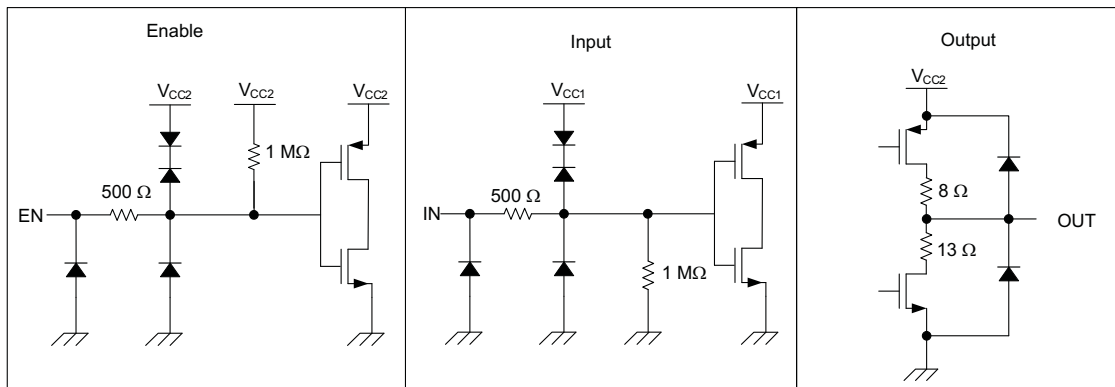 Enable
VCC2
VCC2
VCC2
1 MΩ
500 Ω
EN
Input
VCC1
VCC1
500 Ω
IN
1 MΩ
Output
VCC2
8 Ω
OUT
13 Ω